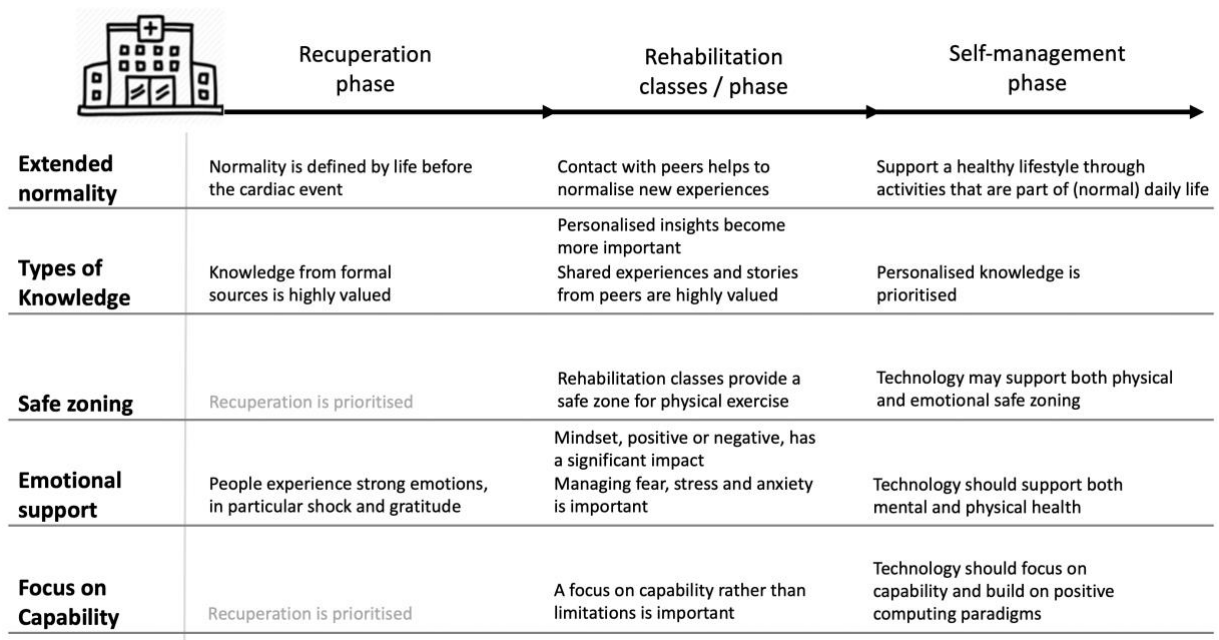 Recuperation
phase
Rehabilitation
classes / phase
Self-management
phase
Extended
normality
Normality is defined by life before
the cardiac event
Contact with peers helps to
normalise new experiences
Support a healthy lifestyle through
activities that are part of (normal) daily life
Types of
Knowledge
Knowledge from formal
sources is highly valued
Personalised insights become
more important
Shared experiences and stories
from peers are highly valued
Personalised knowledge is
prioritised
Safe zoning
Recuperation is prioritised
Rehabilitation classes provide a
safe zone for physical exercise
Technology may support both physical
and emotional safe zoning
Emotional
support
People experience strong emotions,
in particular shock and gratitude
Mindset, positive or negative, has
a significant impact
Managing fear, stress and anxiety
is important
Technology should support both
mental and physical health
Focus on
Capability
Recuperation is prioritised
A focus on capability rather than
limitations is important
Technology should focus on
capability and build on positive
computing paradigms